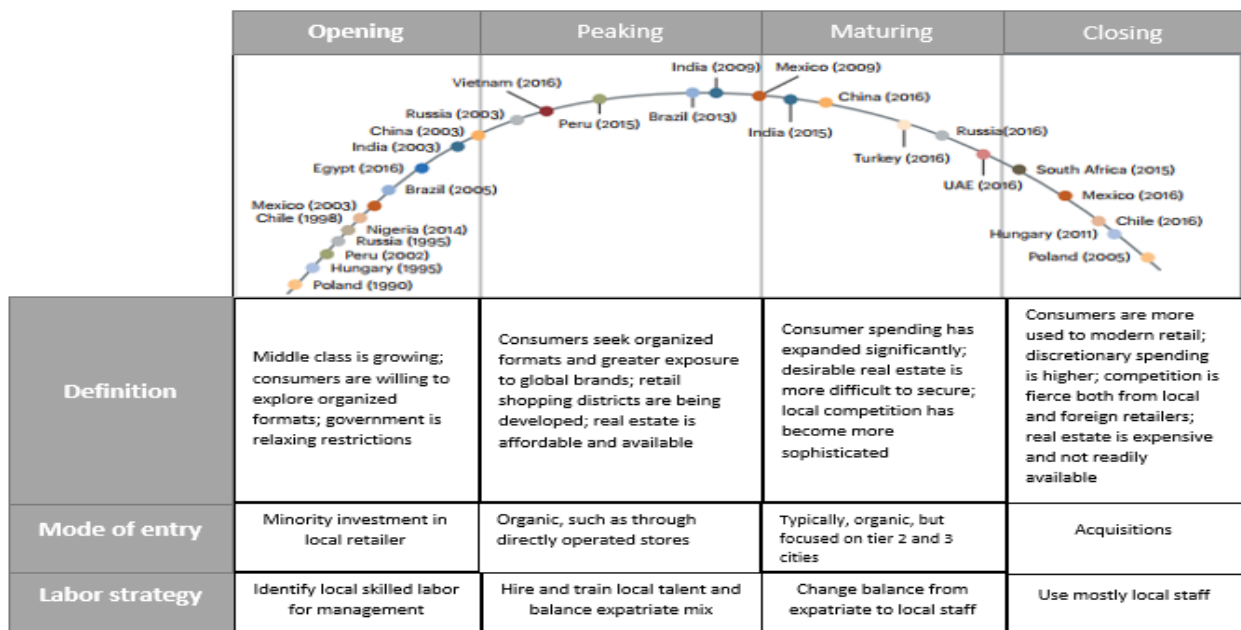 Opening
Peaking
Maturing
Closing
India (2009)
Mexico (2009)
Vietnam (2016)
China (2016)
Russia (2003)
Peru (2015)
Brazil (2013)
India (2015)
China (2003)
Russia(2016)
India (2003)
Turkey (2016)
Egypt (2016)
South Africa (2015)
UAE (2016)
Brazil (2005)
Mexico (2016)
Mexico (2003)
Chile (1998)
Chile (2016)
Nigeria (2014)
Hungary (2011)
Russia (1995)
Peru (2002)
Poland (2005)
Hungary (1995)
Poland (1990)
Definition
Middle class is growing;
consumers are willing to
explore organized
formats; government is
relaxing restrictions
Consumers seek organized
formats and greater exposure
to global brands; retail
shopping districts are being
developed; real estate is
affordable and available
Consumer spending has
expanded significantly;
desirable real estate is
more difficult to secure;
local competition has
become more
sophisticated
Consumers are more
used to modern retail;
discretionary spending
is higher; competition is
fierce both from local
and foreign retailers;
real estate is expensive
and not readily
available
Mode of entry
Minority investment in
local retailer
Organic, such as through
directly operated stores
Typically, organic, but
focused on tier 2 and 3
cities
Acquisitions
Labor strategy
Identify local skilled labor
for management
Hire and train local talent and
balance expatriate mix
Change balance from
expatriate to local staff
Use mostly local staff